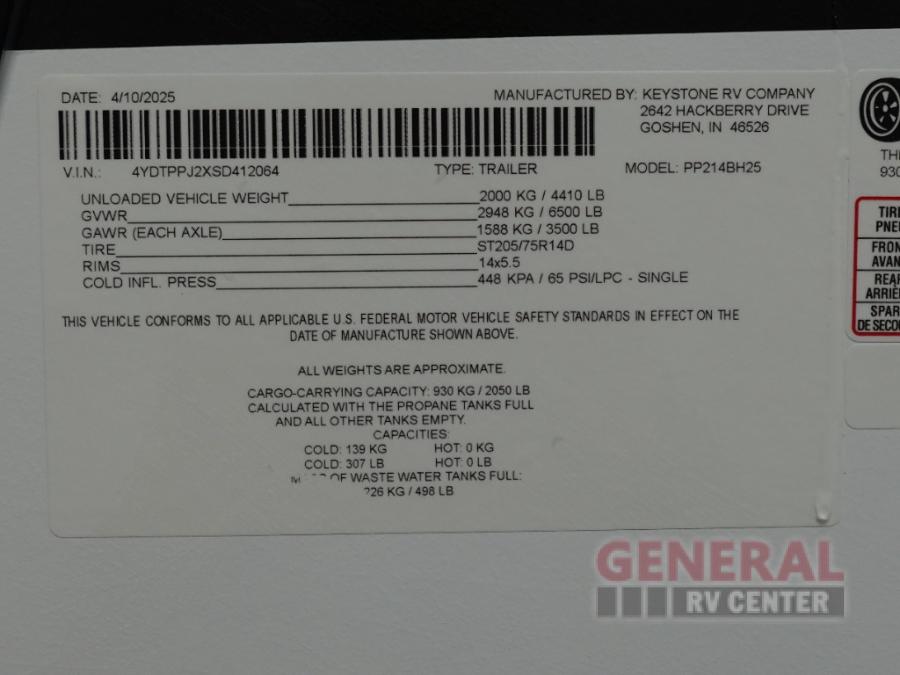 DATE: 4/10/2025
MANUFACTURED BY: KEYSTONE RV COMPANY
2642 HACKBERRY DRIVE
GOSHEN, IN 46526
V.I.N.: 4YDTPPJ2XSD412064 TYPE: TRAILER MODEL: PP214BH25
UNLOADED VEHICLE WEIGHT 2000 KG / 4410 LB
GVWR 2948 KG / 6500 LB
GAWR (EACH AXLE) 1588 KG / 3500 LB
TIRE ST205/75R14D
RIMS 14x5.5
COLD INFL. PRESS 448 KPA / 65 PSI/LPC - SINGLE
THIS VEHICLE CONFORMS TO ALL APPLICABLE U.S. FEDERAL MOTOR VEHICLE SAFETY STANDARDS IN EFFECT ON THE
DATE OF MANUFACTURE SHOWN ABOVE.
ALL WEIGHTS ARE APPROXIMATE.
CARGO-CARRYING CAPACITY: 930 KG / 2050 LB
CALCULATED WITH THE PROPANE TANKS FULL
AND ALL OTHER TANKS EMPTY.
CAPACITIES:
COLD: 139 KG HOT: 0 KG
COLD: 307 LB HOT: 0 LB
OF WASTE WATER TANKS FULL:
226 KG / 498 LB
930
TIRE
SPAR
GENERAL
RV CENTER